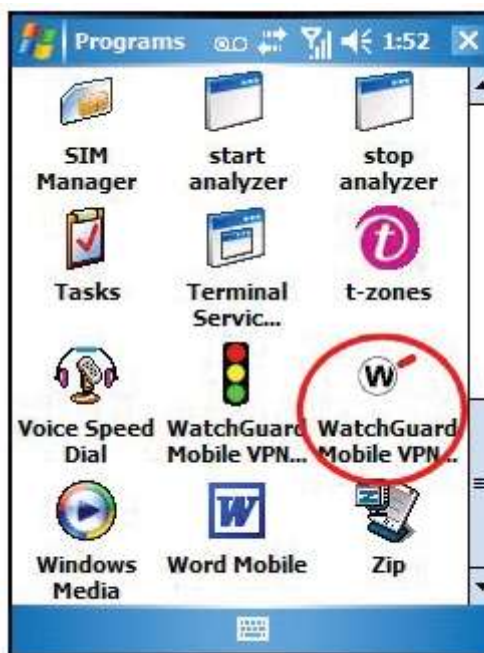 Programs 1:52
SIM Manager
start analyzer
stop analyzer
Tasks
Terminal Servic...
t-zones
Voice Speed Dial
WatchGuard Mobile VPN...
WatchGuard Mobile VPN...
Windows Media
Word Mobile
Zip